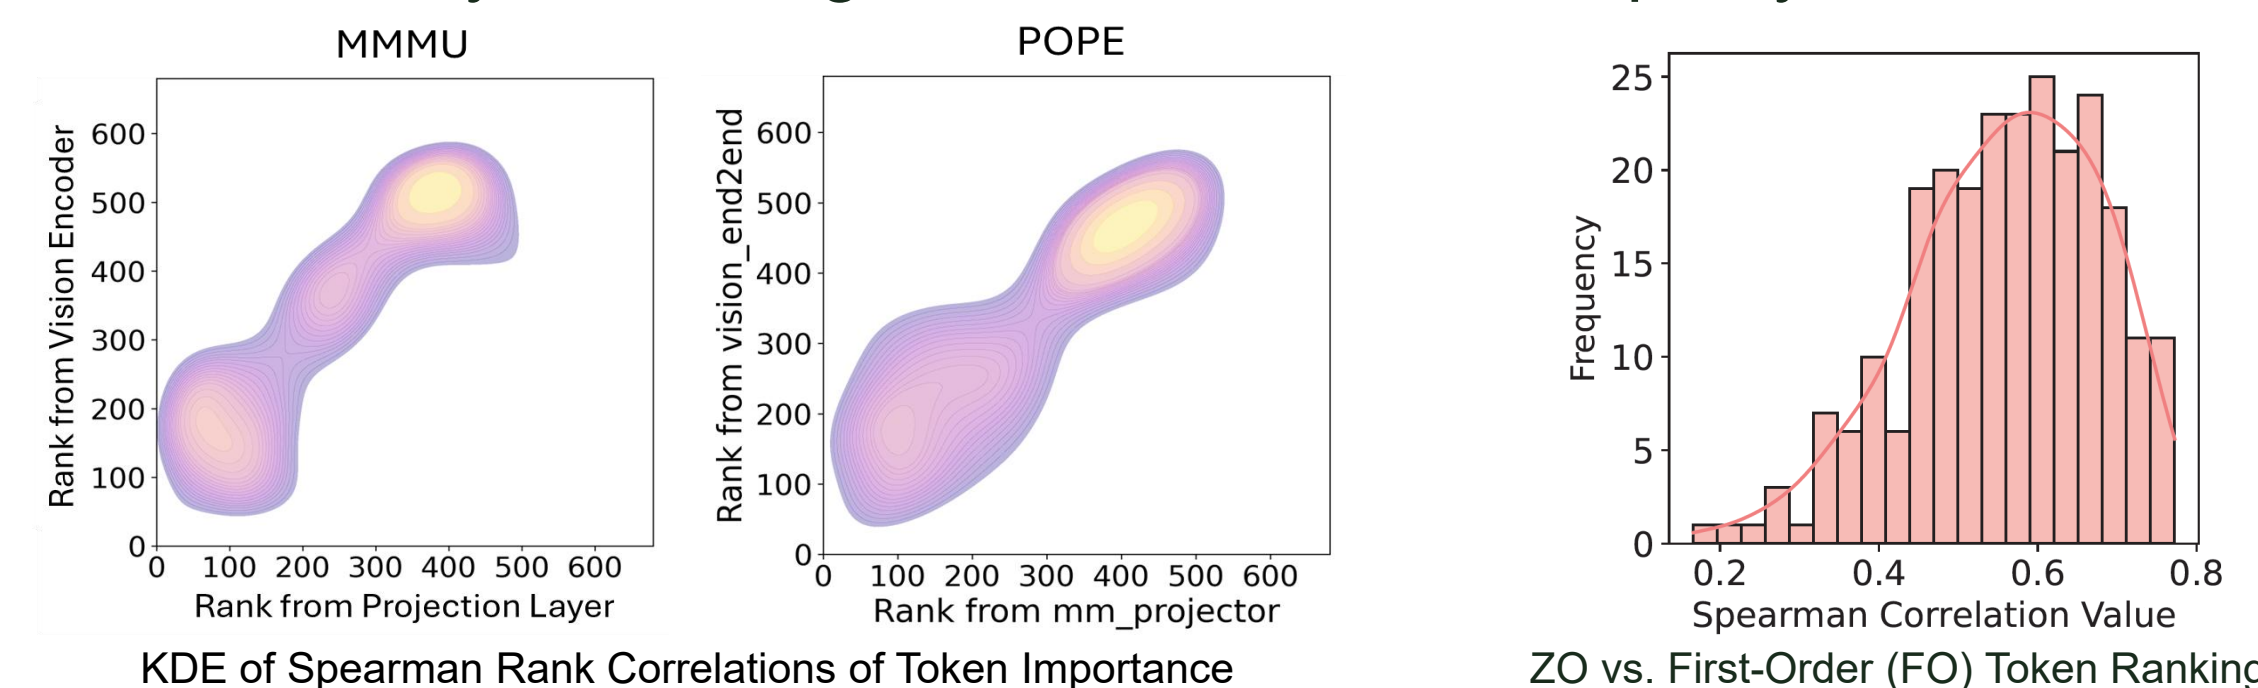 MMMU
Rank from Vision Encoder
600
500
400
300
200
100
0
0 100 200 300 400 500 600
Rank from Projection Layer
POPE
Rank from vision_end2end
600
500
400
300
200
100
0
0 100 200 300 400 500 600
Rank from mm_projector
KDE of Spearman Rank Correlations of Token Importance
Frequency
25
20
15
10
5
0
0.2 0.4 0.6 0.8
Spearman Correlation Value
ZO vs. First-Order (FO) Token Ranking